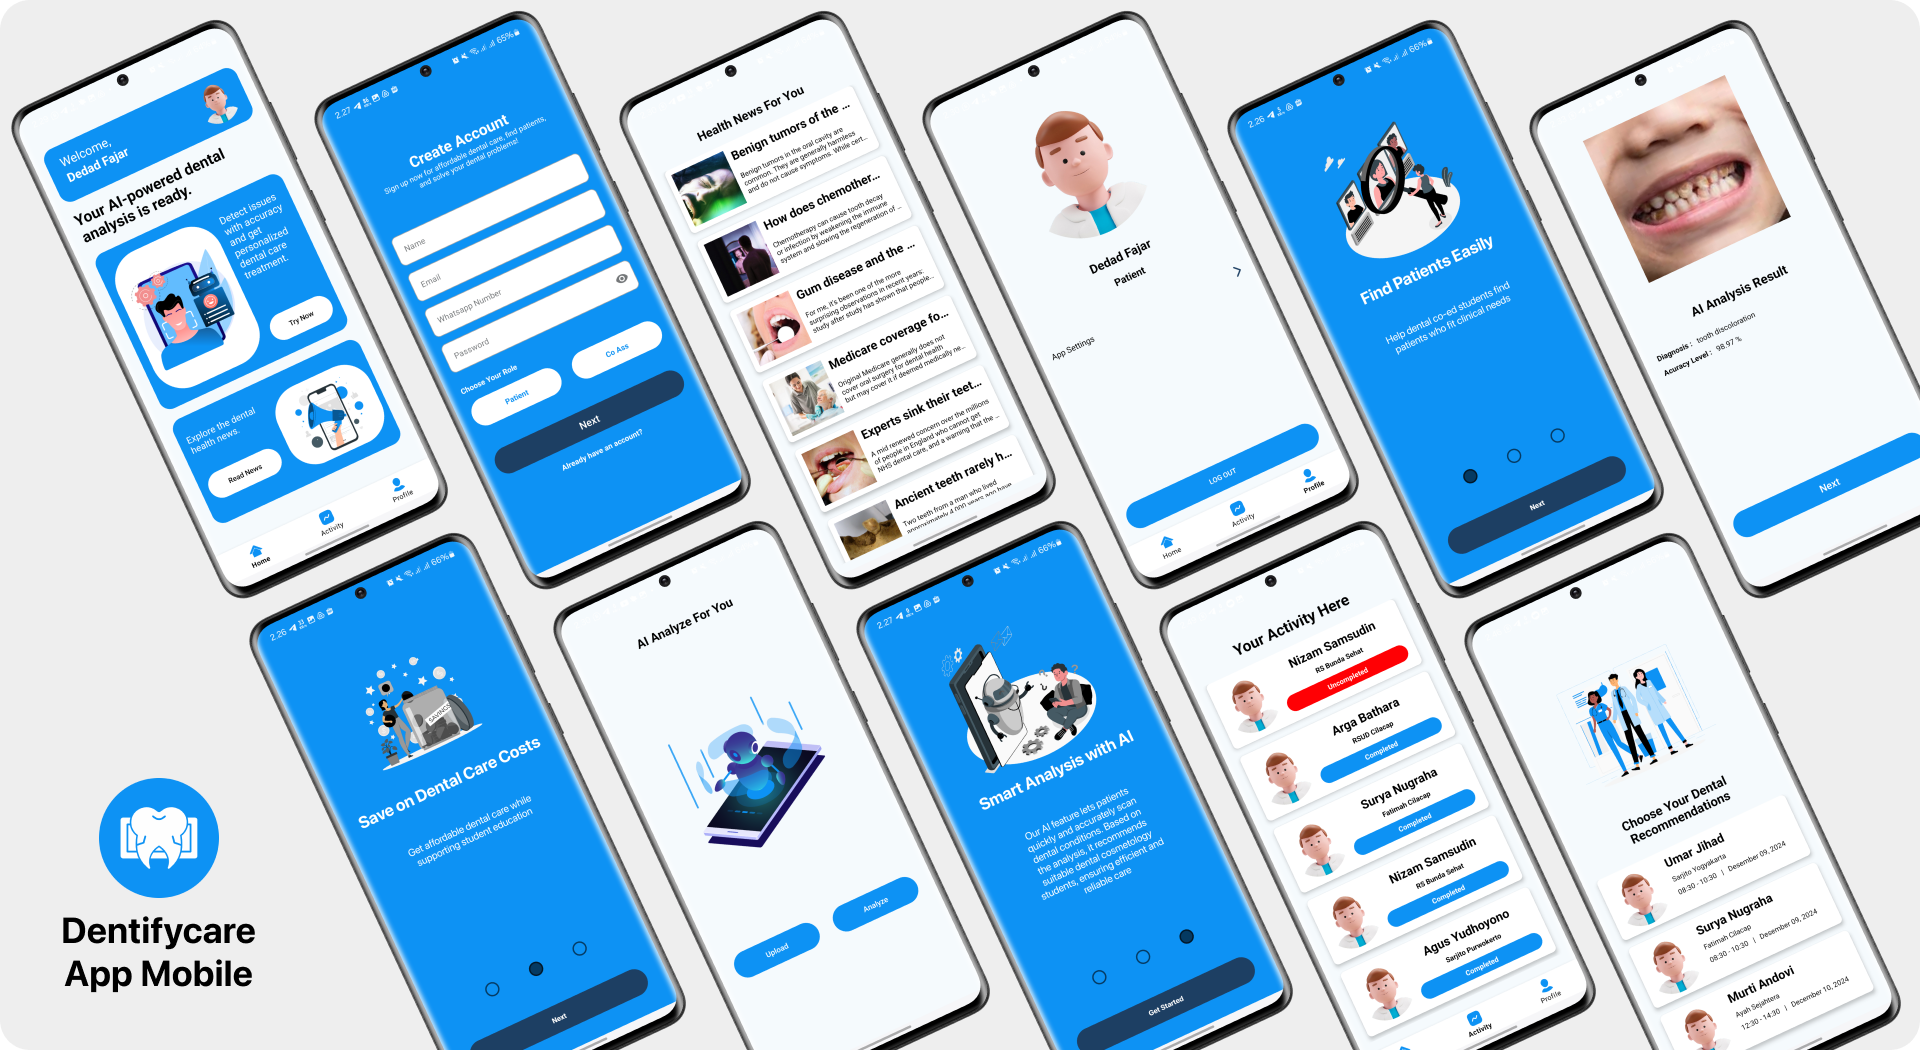 Welcome,
Dedad Fajar
Your AI-powered dental
analysis is ready.
Detect issues
with accuracy
and get
personalized
dental care
treatment.
Try Now
Explore the dental
health news.
Read News
Home
Activity
Profile
2.27
65%
Create Account
Sign up now for affordable dental care, find patients,
and solve your dental problems!
Name
Email
Whatsapp Number
Password
Choose Your Role
Patient
Co Ass
Next
Already have an account?
Health News For You
Benign tumors of the ...
Benign tumors in the oral cavity are
common. They are generally harmless
and do not cause symptoms. While cert...
How does chemother...
Chemotherapy can cause tooth decay
or infection by weakening the immune
system and slowing the regeneration of ...
Gum disease and the ...
For me, it's been one of the more
surprising observations in recent years:
study after study has shown that people...
Medicare coverage fo...
Original Medicare generally does not
cover oral surgery for dental health
but may cover it if deemed medically ne...
Experts sink their teet...
A mid renewed concern over the millions
of people in England who cannot get
NHS dental care, and a warning that the ...
Ancient teeth rarely h...
Two teeth from a man who lived
approximately 4,000 years ago have
Dedad Fajar
Patient
App Settings
LOG OUT
Home
Activity
Profile
2.26
66%
Find Patients Easily
Help dental co-ed students find
patients who fit clinical needs
Next
AI Analysis Result
Diagnosis : tooth discoloration
Acuracy Level : 98.97 %
Next
Dentifycare
App Mobile
2.26
66%
SAVINGS
Save on Dental Care Costs
Get affordable dental care while
supporting student education
Next
AI Analyze For You
Upload
Analyze
2.27
66%
Smart Analysis with AI
Our AI feature lets patients
quickly and accurately scan
dental conditions. Based on
the analysis, it recommends
suitable dental cosmetology
students, ensuring efficient and
reliable care
Get Started
Your Activity Here
Nizam Samsudin
RS Bunda Sehat
Uncompleted
Arga Bathara
RSUD Cilacap
Completed
Surya Nugraha
Fatimah Cilacap
Completed
Nizam Samsudin
RS Bunda Sehat
Completed
Agus Yudhoyono
Sarjito Purwokerto
Completed
Activity
Profile
Choose Your Dental
Recommendations
Umar Jihad
Sarjito Yogyakarta
08:30 - 10:30 | Desember 09, 2024
Surya Nugraha
Fatimah Cilacap
08:30 - 10:30 | Desember 09, 2024
Murti Andovi
Ayah Sejahtera
12:30 - 14:30 | December 10, 2024